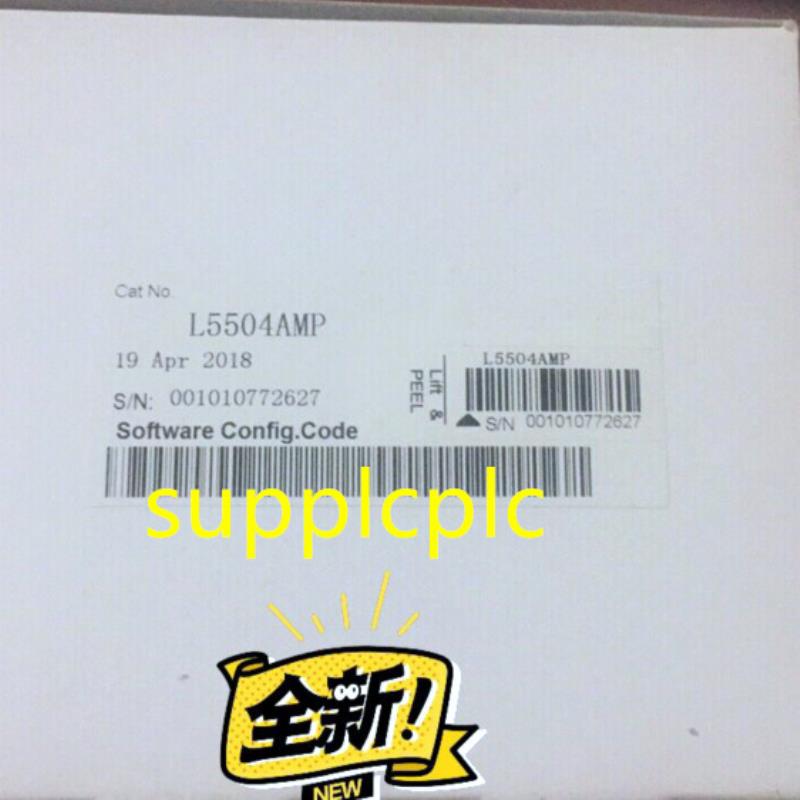 Cat No.
L5504AMP
19 Apr 2018
S/N: 001010772627
Software Config.Code
Lift &
PEEL
L5504AMP
S/N 001010772627
supplcplc
全新!
NEW